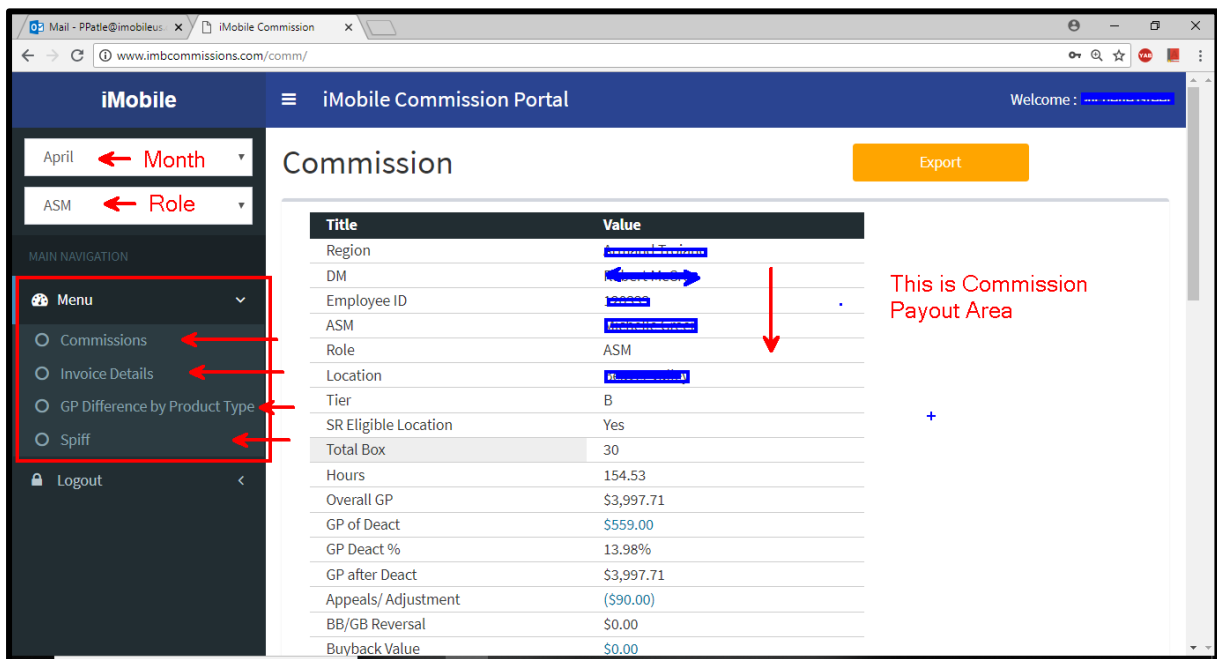 Mail - PPatle@imobileus.
iMobile Commission
www.imbcommissions.com/comm/
iMobile
iMobile Commission Portal
Welcome :
April
Month
ASM
Role
Commission
Export
MAIN NAVIGATION
Menu
Commissions
Invoice Details
GP Difference by Product Type
Spiff
Logout
Title Value
Region
DM
Employee ID
ASM
Role ASM
Location
Tier B
SR Eligible Location Yes
Total Box 30
Hours 154.53
Overall GP $3,997.71
GP of Deact $559.00
GP Deact % 13.98%
GP after Deact $3,997.71
Appeals/ Adjustment ($90.00)
BB/GB Reversal $0.00
Buyback Value $0.00
This is Commission
Payout Area